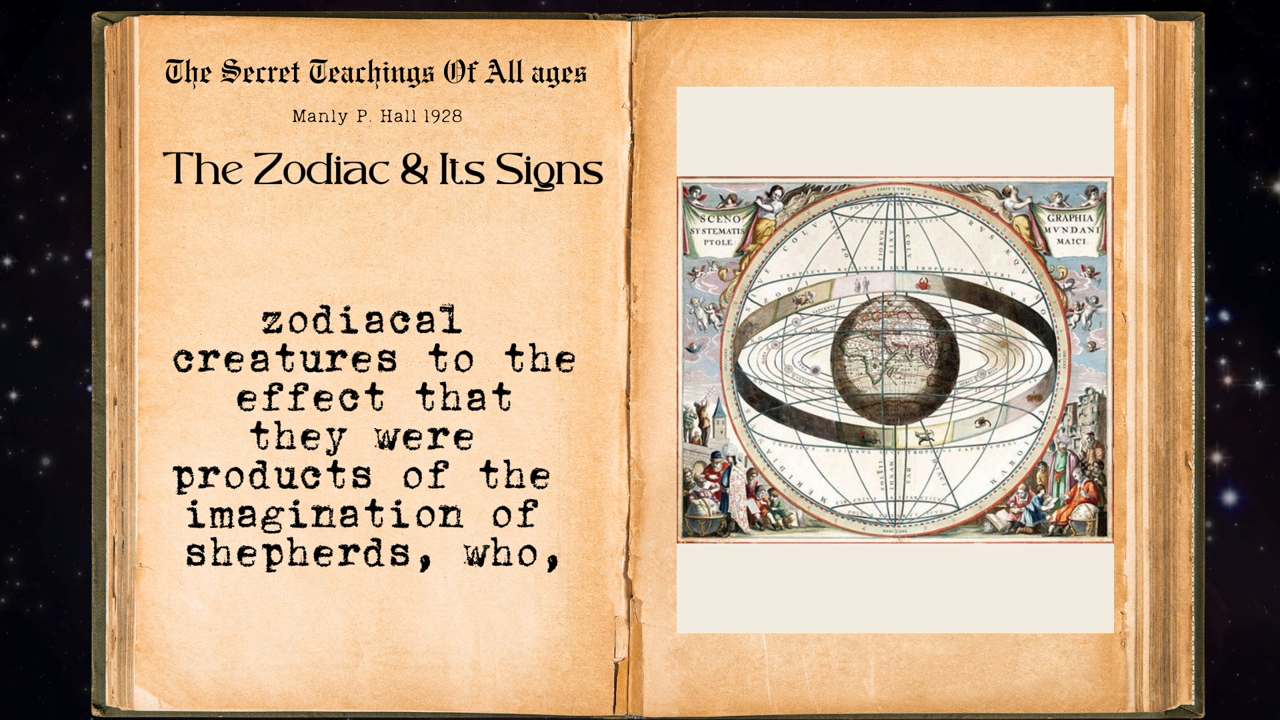 The Secret Teachings Of All ages
Manly P. Hall 1928
The Zodiac & Its Signs
zodiacal
creatures to the
effect that
they were
products of the
imagination of
shepherds, who,
SCENO
SYSTEMATIS
PTOLE
GRAPHIA
MVNDANI
MAICI.